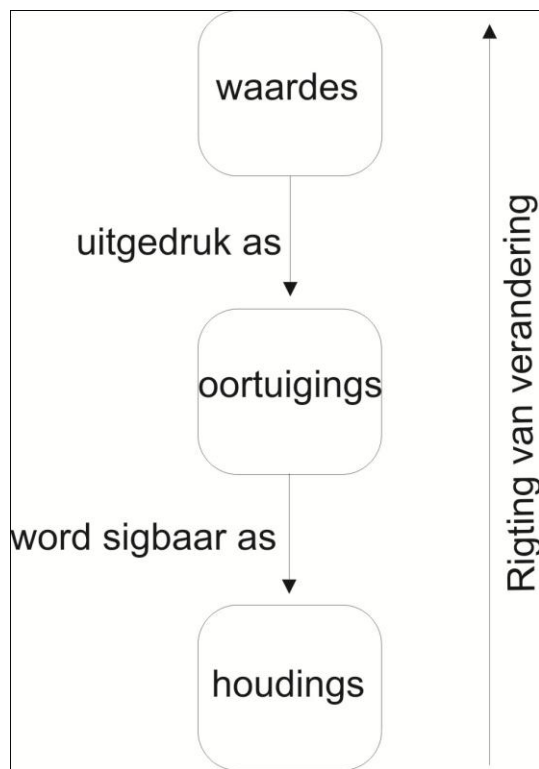 waardes
uitgedruk as
oortuigings
word sigbaar as
houdings
Rigting van verandering